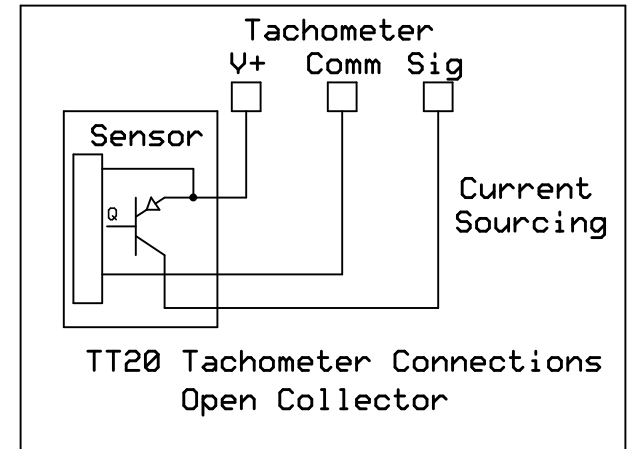 Tachometer
V+ Comm Sig
Sensor
Q
Current
Sourcing
TT20 Tachometer Connections
Open Collector